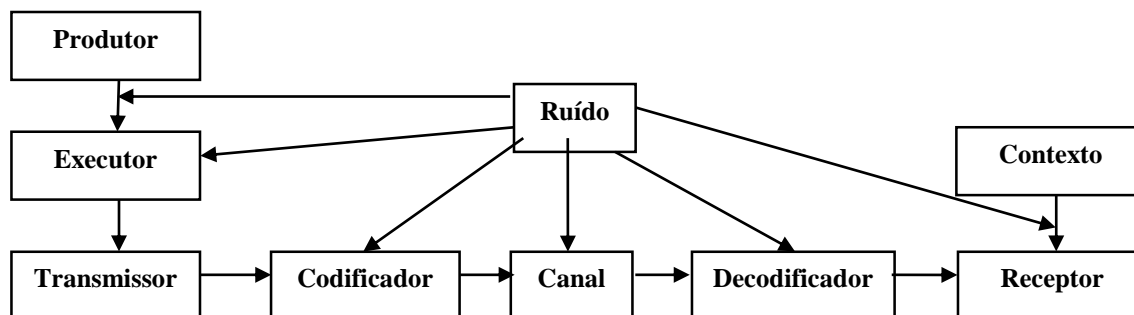 Produtor
Ruído
Executor
Contexto
Transmissor
Codificador
Canal
Decodificador
Receptor